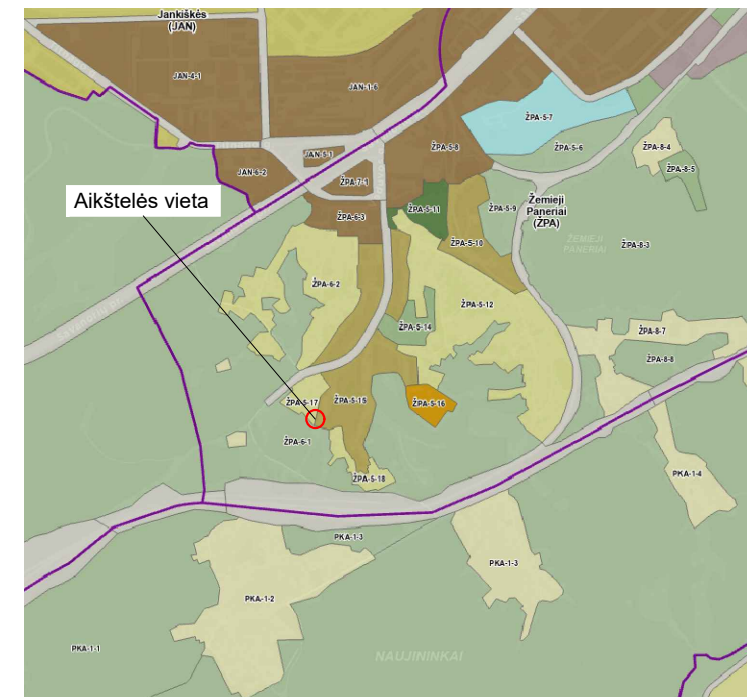 Jankiškės
(JAN)
JAN-4-1
JAN-1-6
ŽPA-5-7
JAN-5-1
ŽPA-5-8
ŽPA-5-6
ŽPA-8-4
ŽPA-8-5
JAN-6-2
ŽPA-7-1
Aikštelės vieta
ŽPA-6-3
ŽPA-5-11
ŽPA-5-9
Žemieji
Paneriai
(ŽPA)
ŽPA-5-10
ŽEMIEJI
PANERIAI
ŽPA-8-3
ŽPA-6-2
ŽPA-5-12
Savanorių pr.
ŽPA-5-14
ŽPA-8-7
ŽPA-8-8
ŽPA-5-17
ŽPA-5-15
ŽPA-5-16
ŽPA-6-1
ŽPA-5-18
PKA-1-4
PKA-1-3
PKA-1-3
PKA-1-2
PKA-1-1
NAUJININKAI